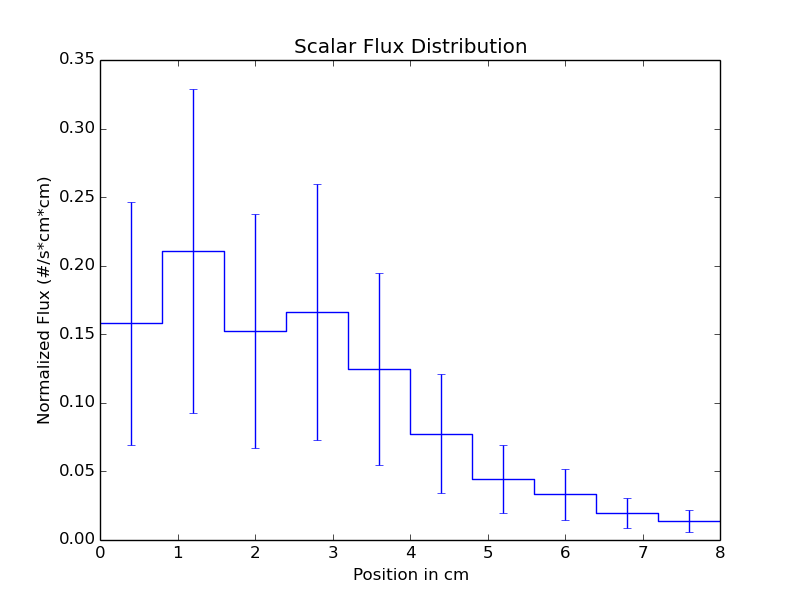 Scalar Flux Distribution
0.35
0.30
0.25
0.20
0.15
0.10
0.05
0.00
Normalized Flux (#/s*cm*cm)
0 1 2 3 4 5 6 7 8
Position in cm